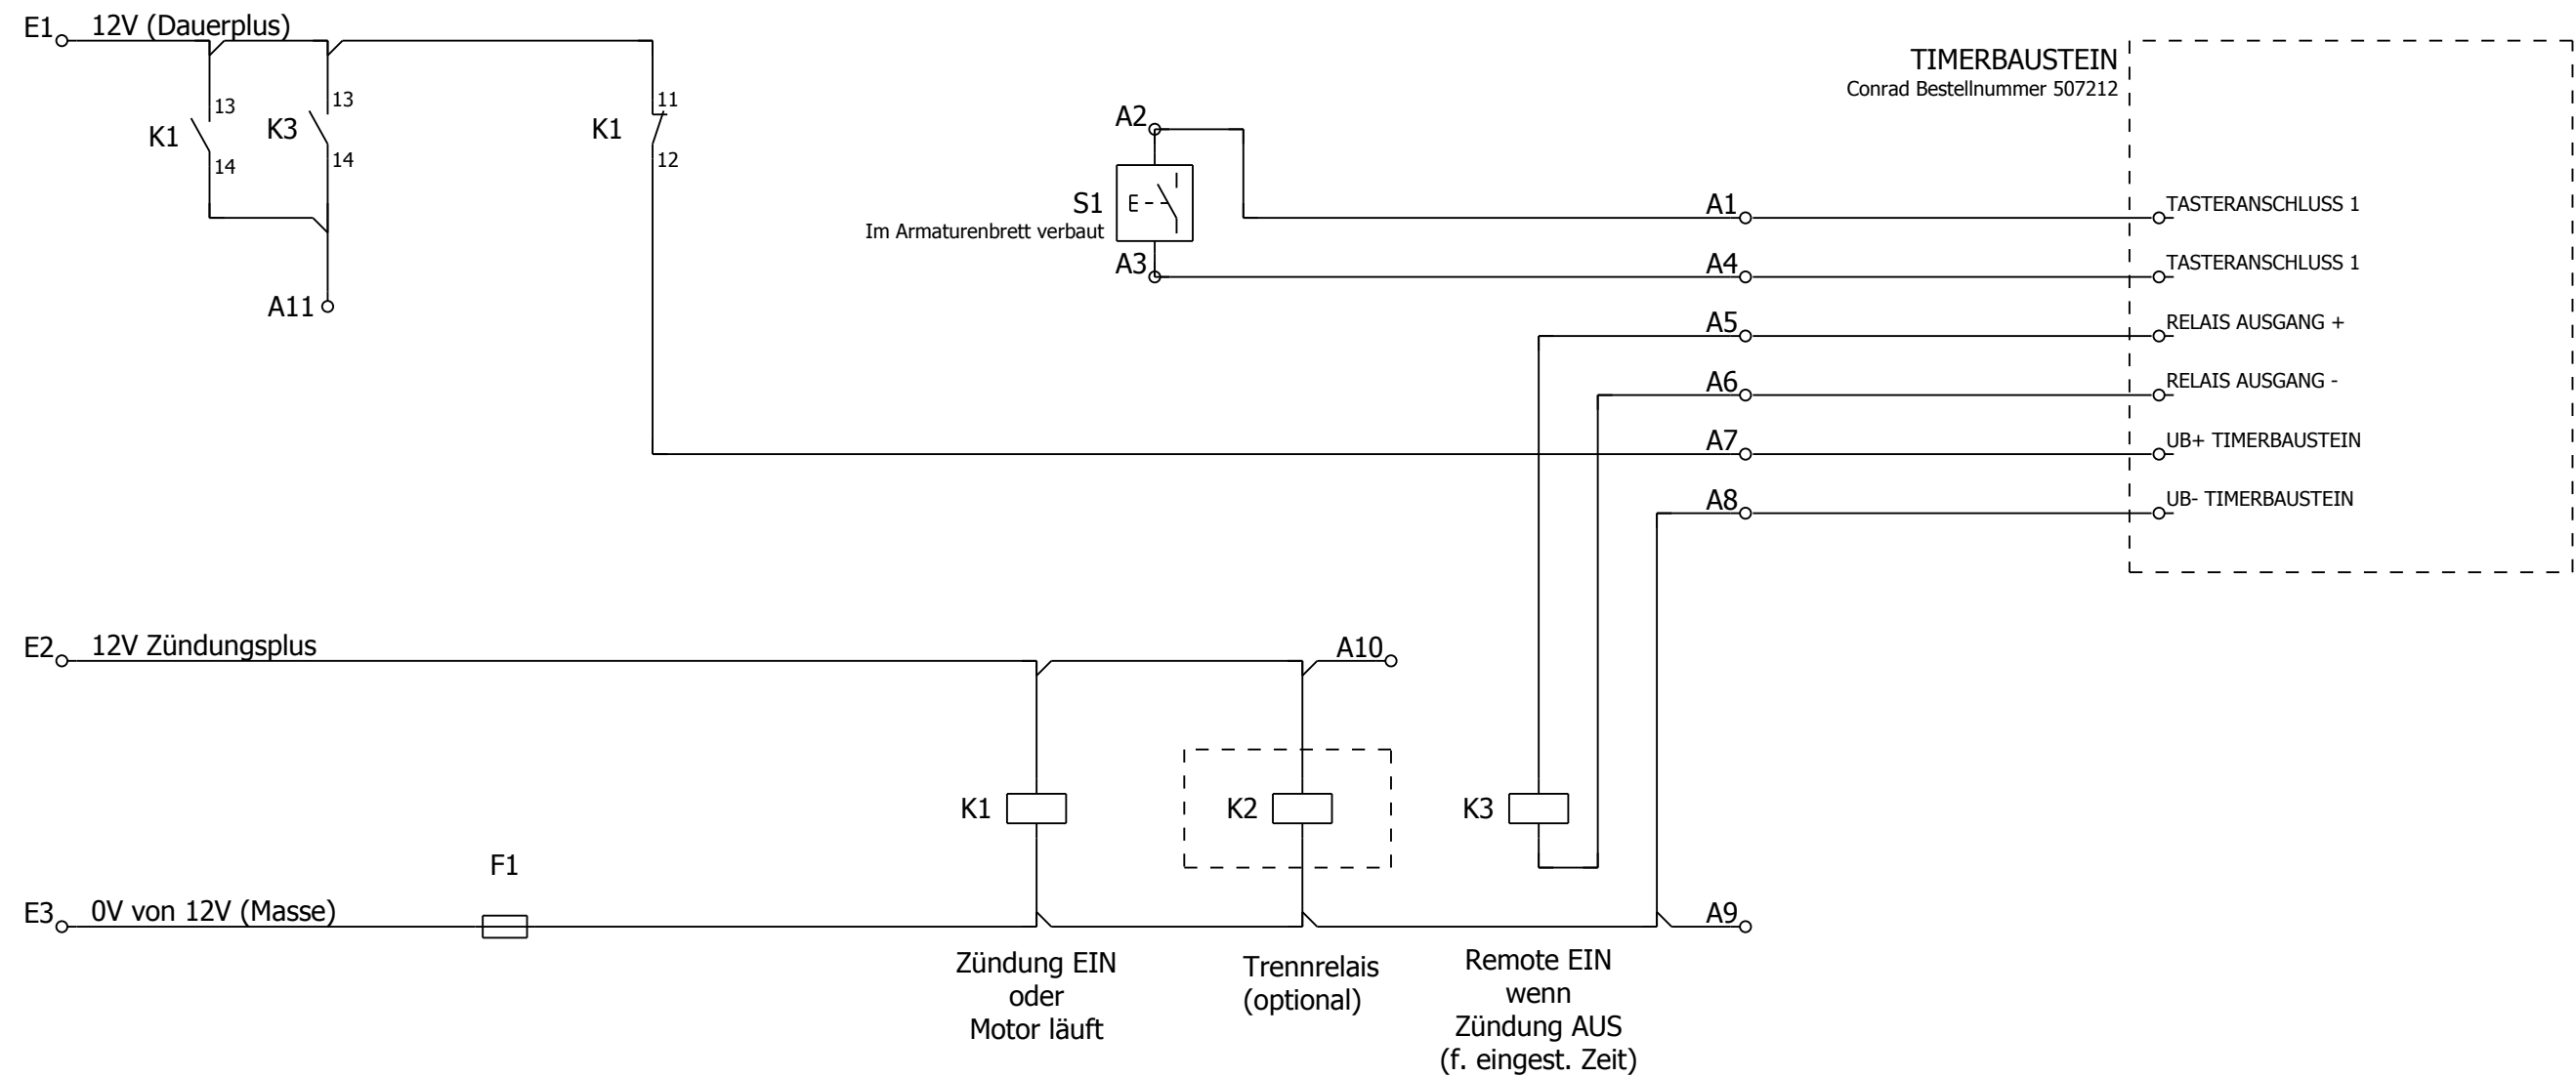 E1 12V (Dauerplus)
TIMERBAUSTEIN
Conrad Bestellnummer 507212
13
K1
14
13
K3
14
11
K1
12
A11
A2
S1
Im Armaturenbrett verbaut
E
A3
A1
TASTERANSCHLUSS 1
A4
TASTERANSCHLUSS 1
A5
RELAIS AUSGANG +
A6
RELAIS AUSGANG -
A7
UB+ TIMERBAUSTEIN
A8
UB- TIMERBAUSTEIN
E2 12V Zündungsplus
A10
K1
K2
K3
F1
E3 0V von 12V (Masse)
A9
Zündung EIN
oder
Motor läuft
Trennrelais
(optional)
Remote EIN
wenn
Zündung AUS
(f. eingest. Zeit)